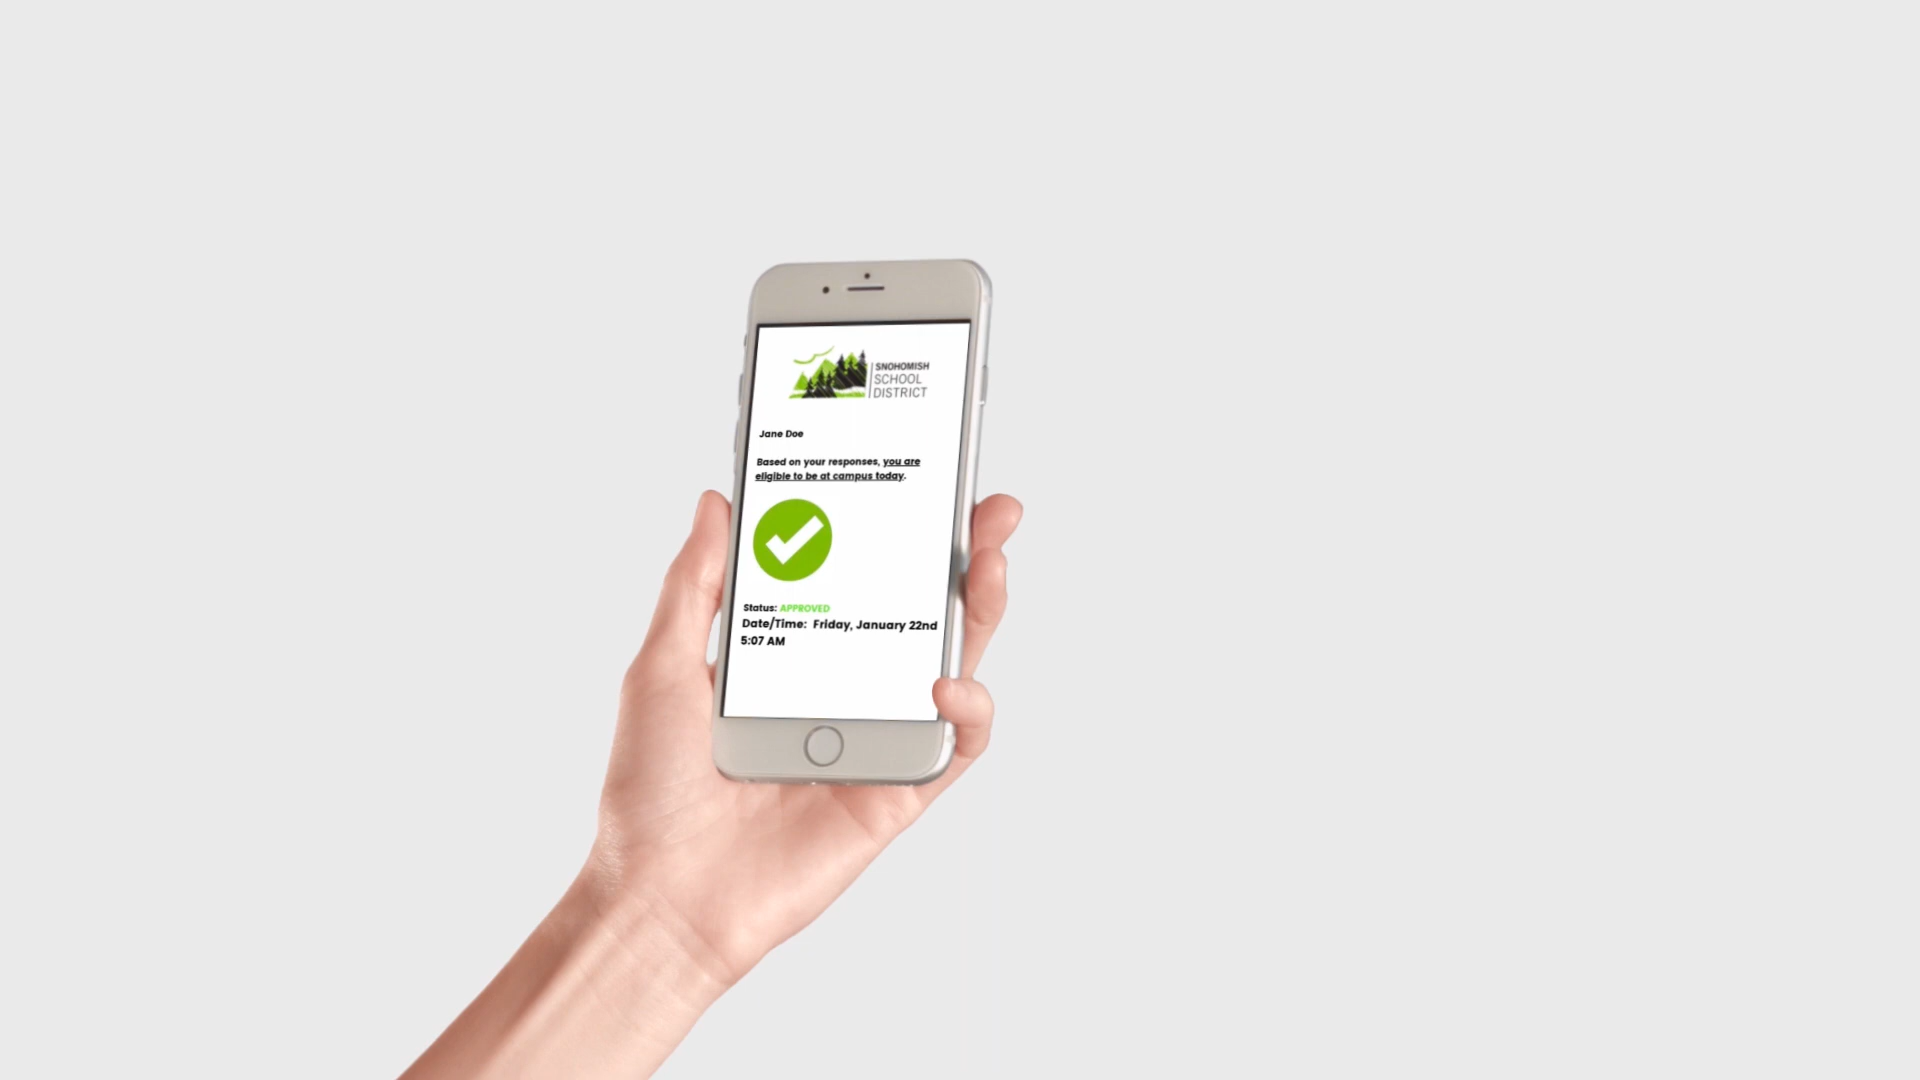 SNOHOMISH
SCHOOL
DISTRICT
Jane Doe
Based on your responses, you are
eligible to be at campus today.
Status: APPROVED
Date/Time: Friday, January 22nd
5:07 AM